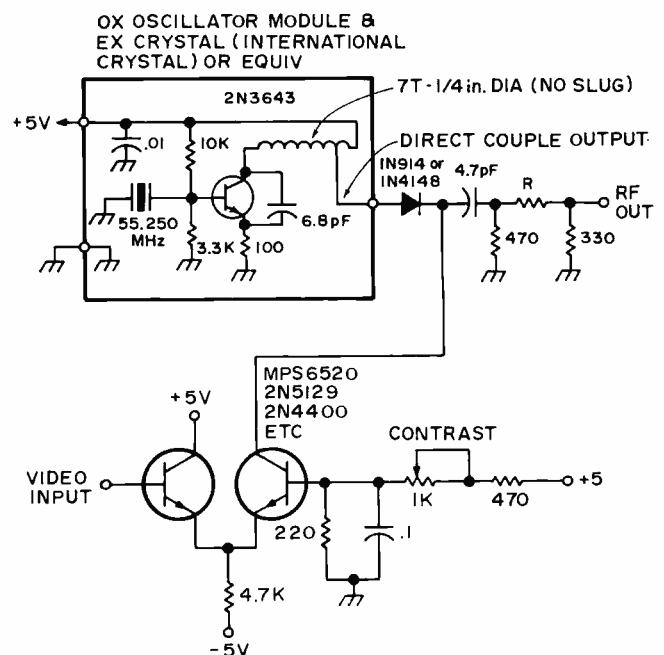 OX OSCILLATOR MODULE &
EX CRYSTAL (INTERNATIONAL
CRYSTAL) OR EQUIV
2N3643
7T-1/4 in. DIA (NO SLUG)
+5V
.01
10K
DIRECT COUPLE OUTPUT
1N914 or
1N4148
4.7pF
R
RF
OUT
55.250
MHz
3.3K
100
6.8pF
470
330
MPS6520
2N5129
2N4400
ETC
+5V
CONTRAST
VIDEO
INPUT
1K
470
+5
220
.1
4.7K
-5V